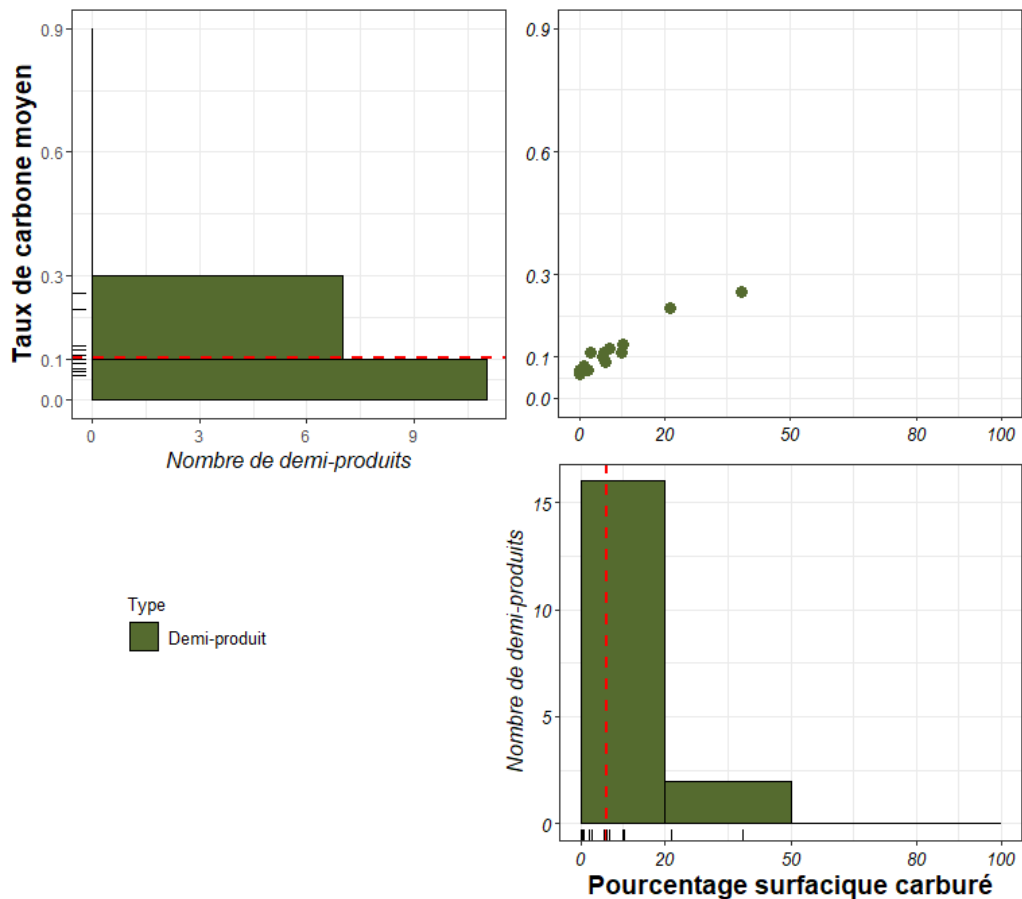 Taux de carbone moyen
0.9
0.6
0.3
0.1
0.0
0 3 6 9
Nombre de demi-produits
0.9
0.6
0.3
0.1
0.0
0 20 50 80 100
Nombre de demi-produits
15
10
5
0
0 20 50 80 100
Pourcentage surfacique carburé
Type
Demi-produit